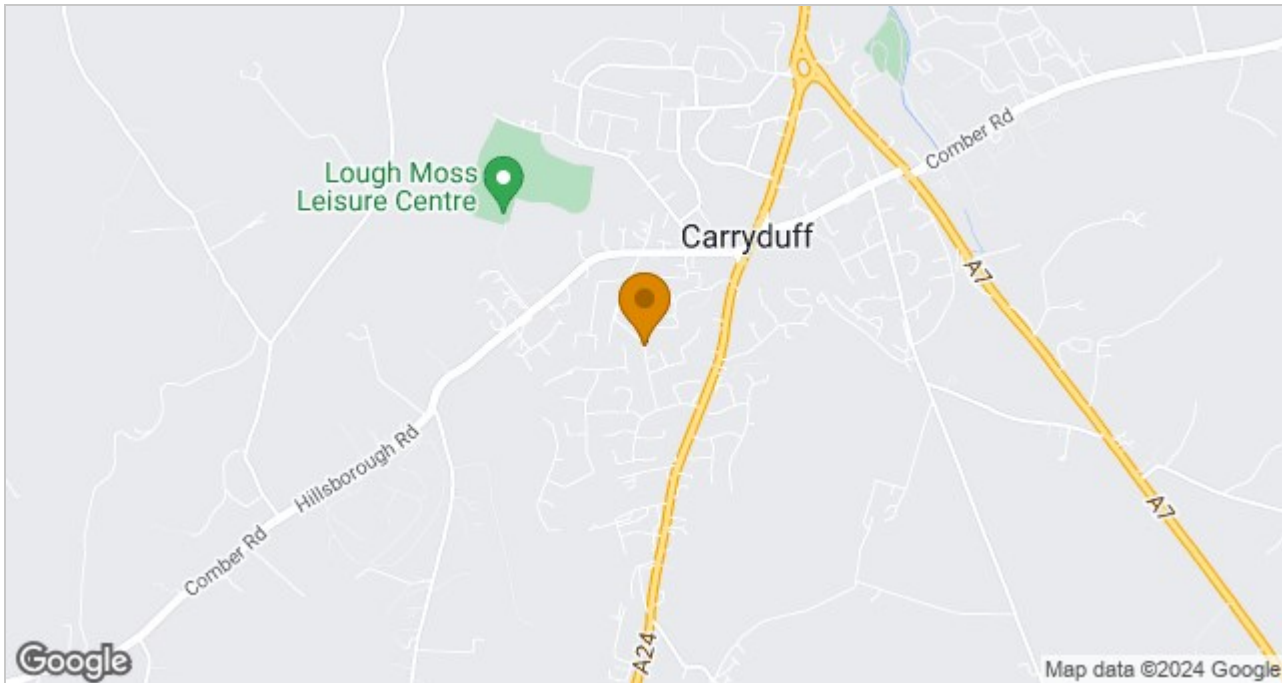 Comber Rd
Lough Moss
Leisure Centre
Carryduff
A7
Hillsborough Rd
A7
Comber Rd
A24
Google
Map data ©2024 Google